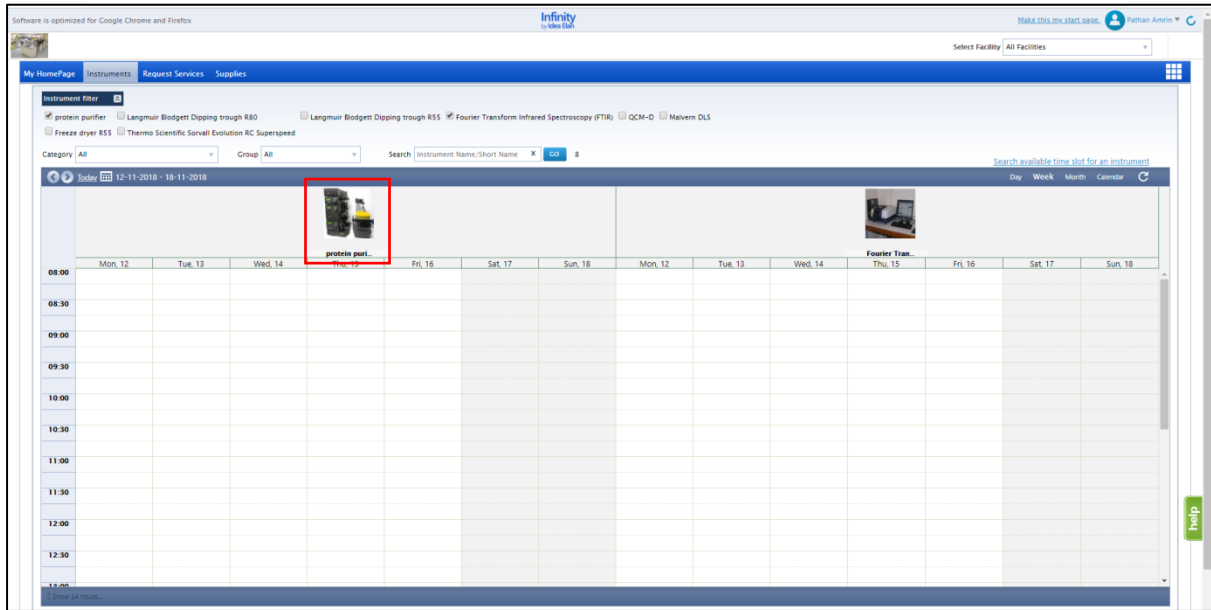 Software is optimized for Google Chrome and Firefox
Infinity
by Idea Elan
Make this my start page.
Pathan Amrin
Select Facility All Facilities
My HomePage Instruments Request Services Supplies
Instrument filter
protein purifier Langmuir Blodgett Dipping trough R80 Langmuir Blodgett Dipping trough RSS Fourier Transform Infrared Spectroscopy (FTIR) QCM-D Malvern DLS
Freeze dryer RSS Thermo Scientific Sorvall Evolution RC Superspeed
Category All Group All Search Instrument Name/Short Name X GO 8
Search available time slot for an instrument
Today 12-11-2018 - 18-11-2018 Day Week Month Calendar
protein puri.. Fourier Tran..
Mon, 12 Tue, 13 Wed, 14 Thu, 15 Fri, 16 Sat, 17 Sun, 18 Mon, 12 Tue, 13 Wed, 14 Thu, 15 Fri, 16 Sat, 17 Sun, 18
08:00
08:30
09:00
09:30
10:00
10:30
11:00
11:30
12:00
help
12:30
13:00
Show 24 hours..